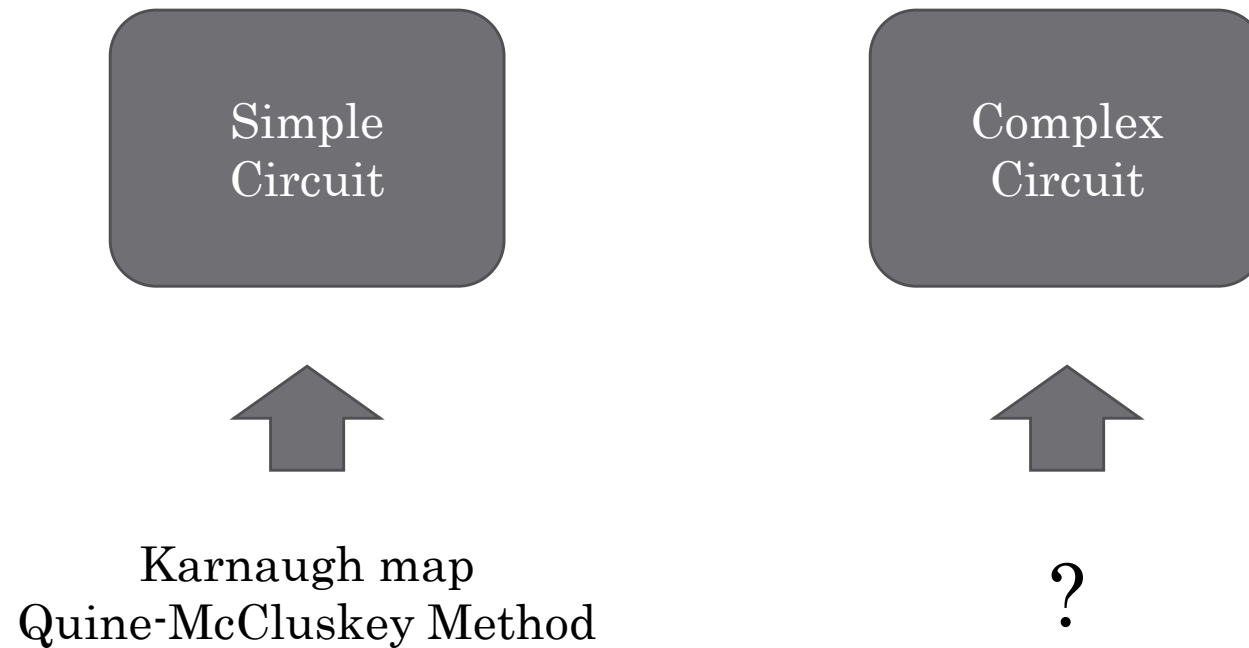 Simple
Circuit
Complex
Circuit
Karnaugh map
Quine-McCluskey Method
?